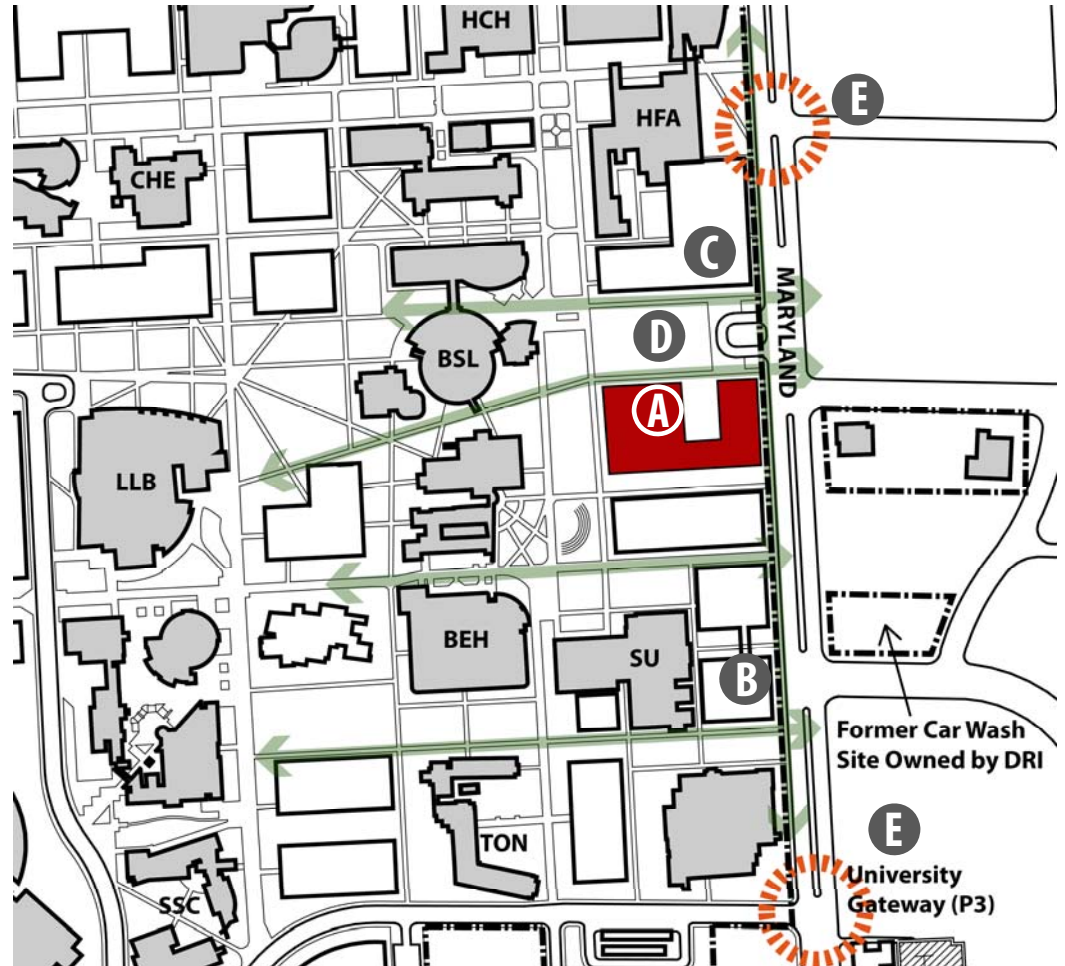 HCH
E
HFA
CHE
C
MARYLAND
D
BSL
A
LLB
BEH
SU
B
Former Car Wash
Site Owned by DRI
E
TON
University
Gateway (P3)
SSC